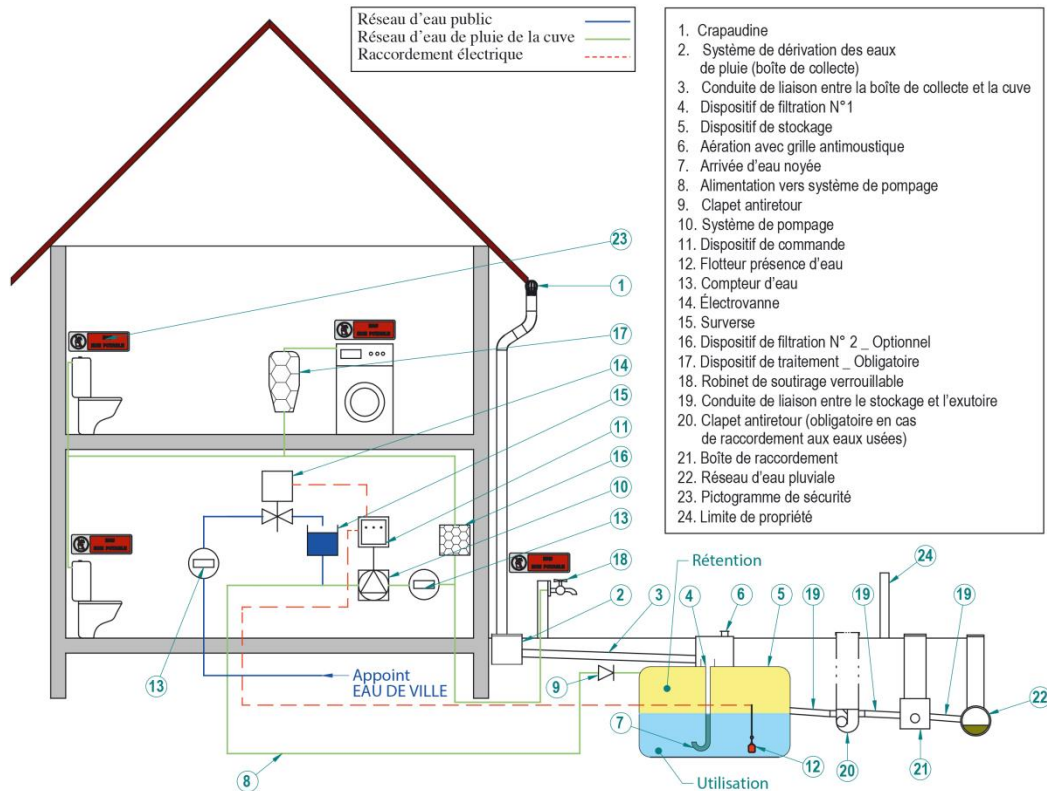 Réseau d'eau public
Réseau d'eau de pluie de la cuve
Raccordement électrique
1. Crapaudine
2. Système de dérivation des eaux
de pluie (boîte de collecte)
3. Conduite de liaison entre la boîte de collecte et la cuve
4. Dispositif de filtration N°1
5. Dispositif de stockage
6. Aération avec grille antimoustique
7. Arrivée d'eau noyée
8. Alimentation vers système de pompage
9. Clapet antiretour
10. Système de pompage
11. Dispositif de commande
12. Flotteur présence d'eau
13. Compteur d'eau
14. Électrovanne
15. Surverse
16. Dispositif de filtration N° 2 _ Optionnel
17. Dispositif de traitement _ Obligatoire
18. Robinet de soutirage verrouillable
19. Conduite de liaison entre le stockage et l'exutoire
20. Clapet antiretour (obligatoire en cas
de raccordement aux eaux usées)
21. Boîte de raccordement
22. Réseau d'eau pluviale
23. Pictogramme de sécurité
24. Limite de propriété
23
1
17
14
15
11
16
10
13
18
24
2
3
6
4
5
19
19
19
Rétention
13
Appoint
EAU DE VILLE
9
22
7
12
20
21
8
Utilisation